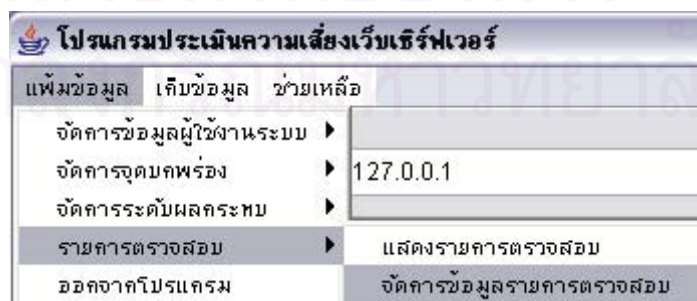 โปรแกรมประเมินความเสี่ยงเว็บเซิร์ฟเวอร์
แฟ้มข้อมูล เก็บข้อมูล ช่วยเหลือ
จัดการข้อมูลผู้ใช้งานระบบ
จัดการจุดบกพร่อง 127.0.0.1
จัดการระดับผลกระทบ
รายการตรวจสอบ แสดงรายการตรวจสอบ
ออกจากโปรแกรม จัดการข้อมูลรายการตรวจสอบ